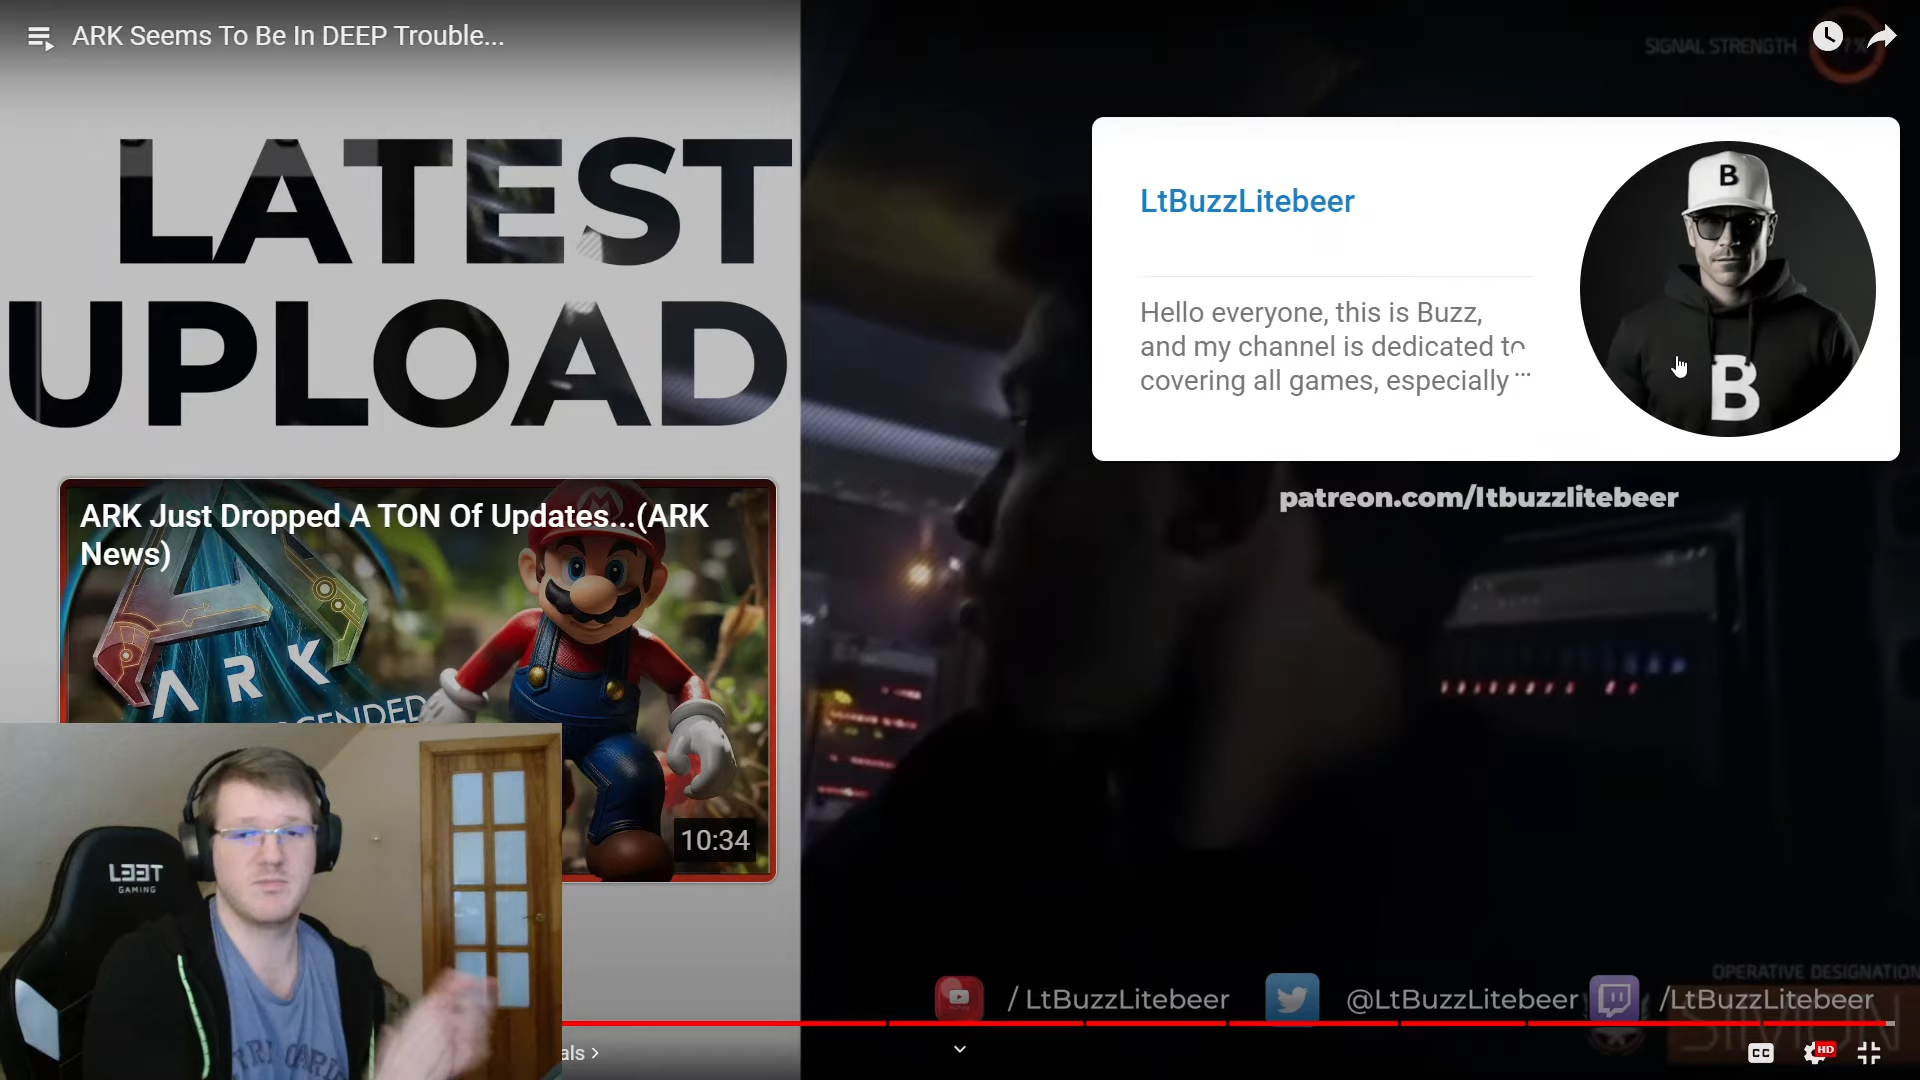 ARK Seems To Be In DEEP Trouble...
SIGNAL STRENGTH
LATEST
UPLOAD
B
LtBuzzLitebeer
Hello everyone, this is Buzz,
and my channel is dedicated to
covering all games, especially ...
B
patreon.com/ltbuzzlitebeer
ARK Just Dropped A TON Of Updates...(ARK
News)
M
ARK
10:34
L33T
GAMING
OPERATIVE DESIGNATION
/ LtBuzzLitebeer
@LtBuzzLitebeer
/LtBuzzLitebeer
als >
CC
HD